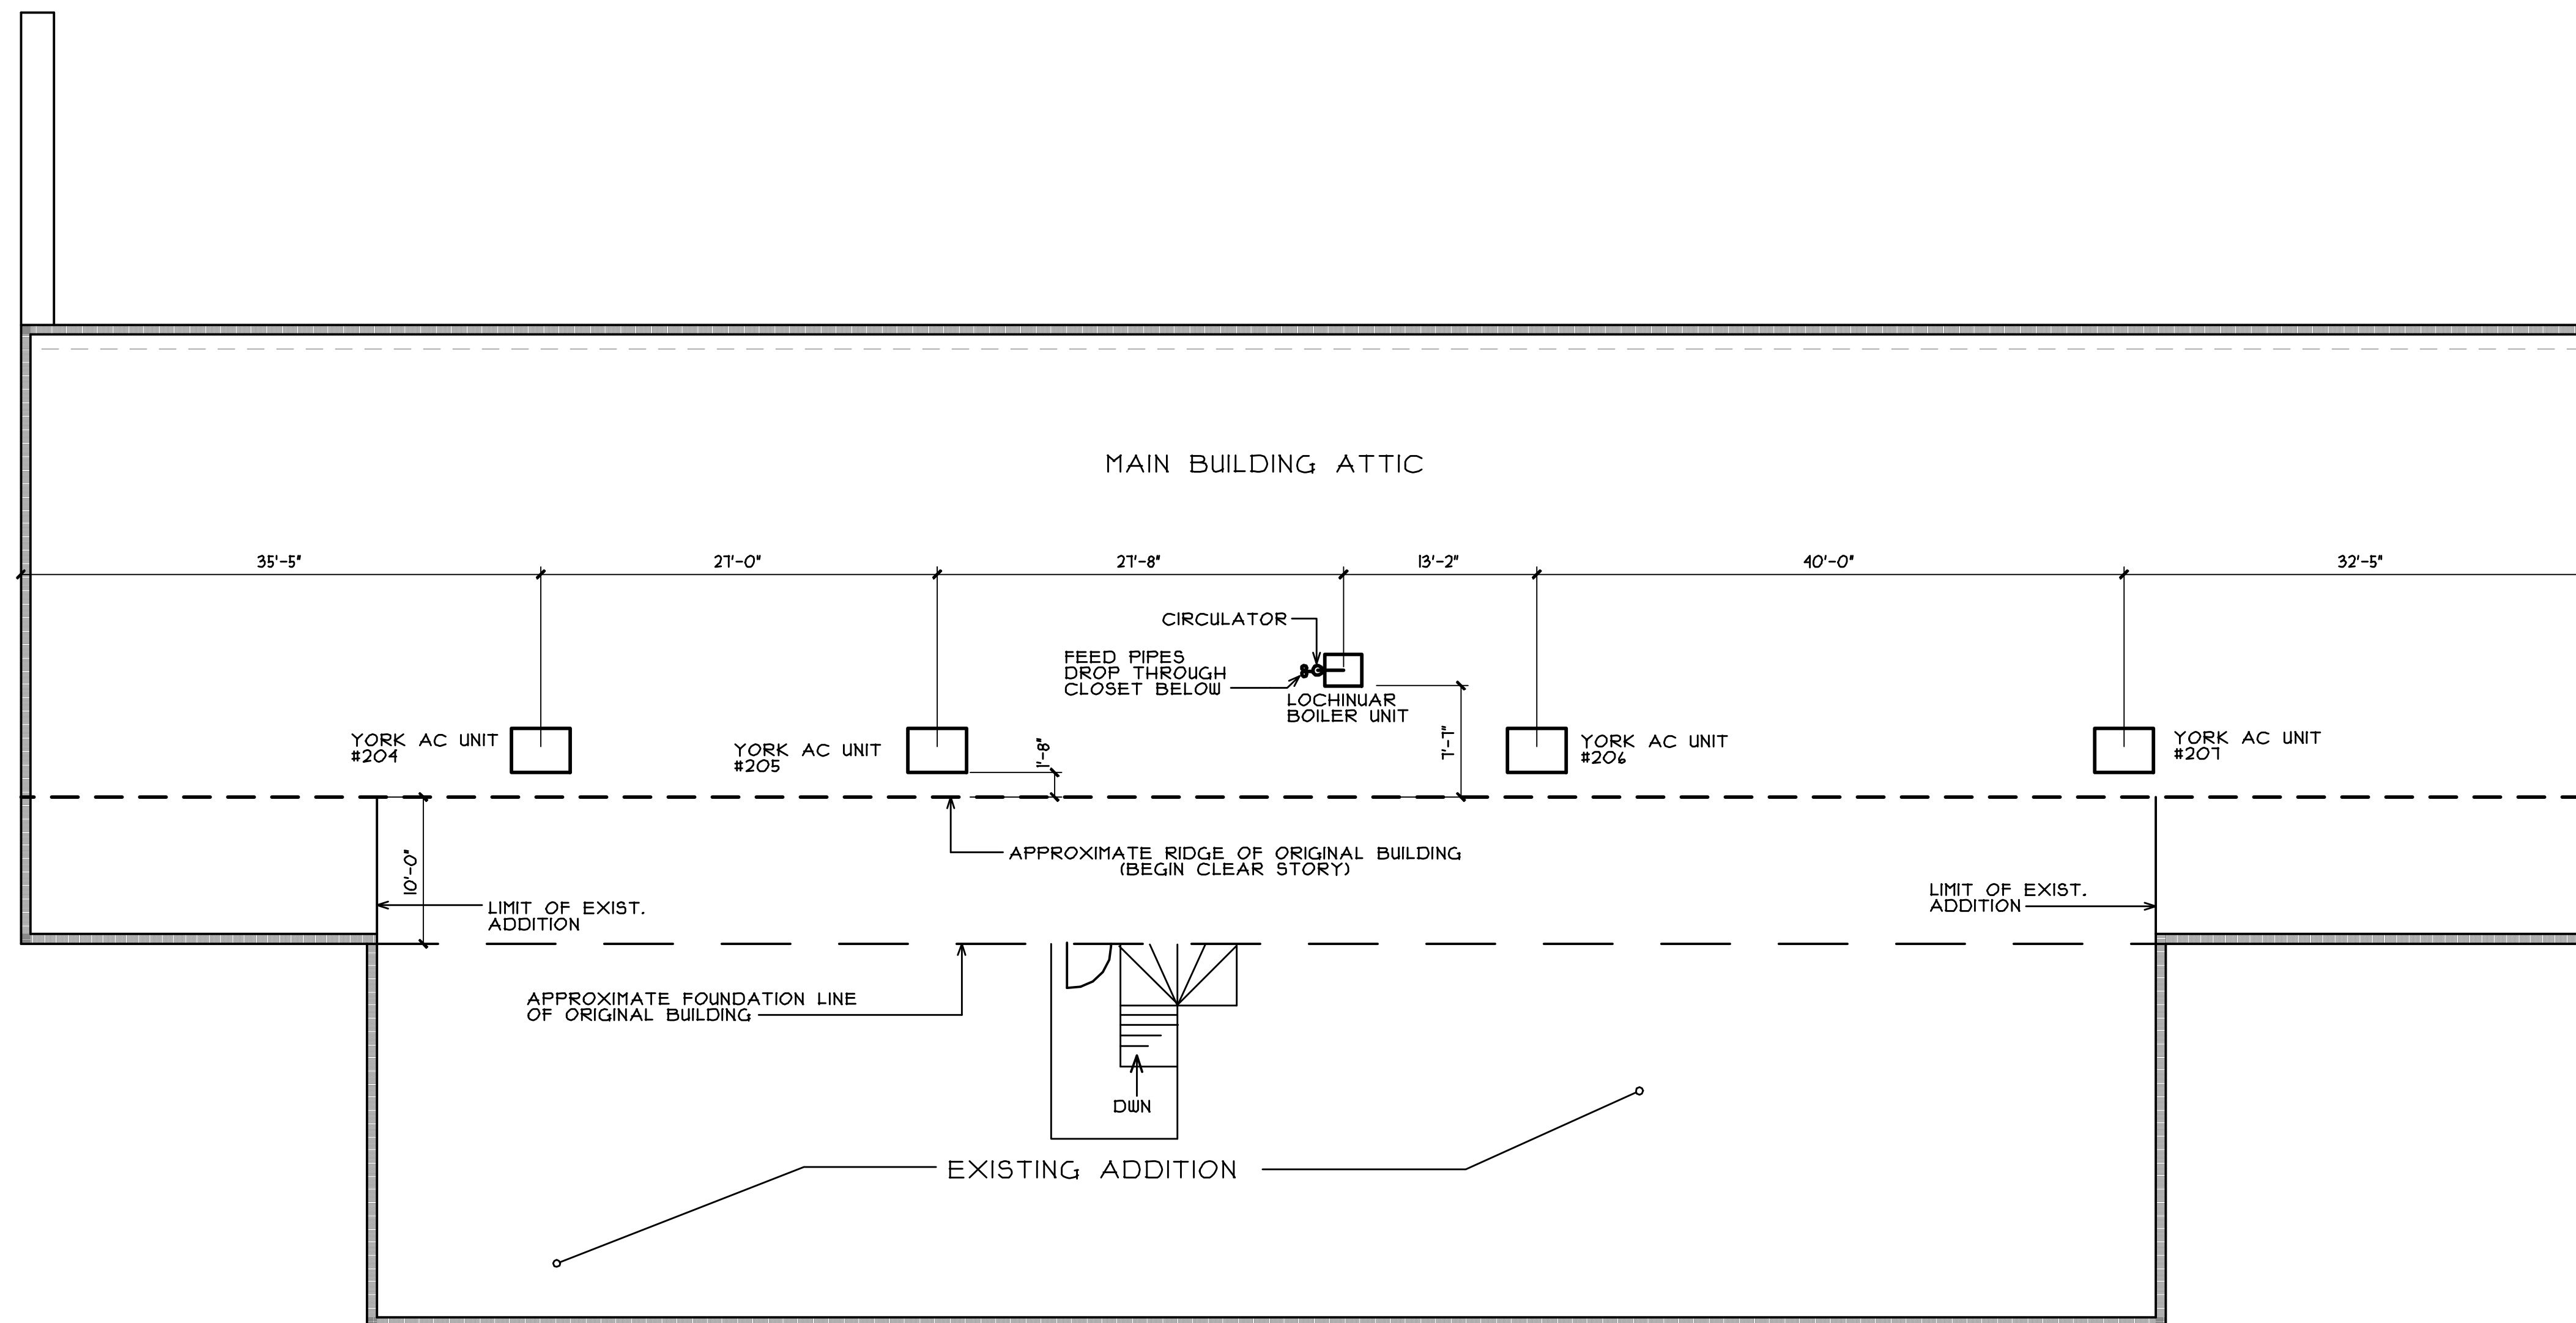 MAIN BUILDING ATTIC
35'-5"
27'-0"
27'-8"
13'-2"
40'-0"
32'-5"
CIRCULATOR
FEED PIPES
DROP THROUGH
CLOSET BELOW
LOCHINUAR
BOILER UNIT
YORK AC UNIT
#204
YORK AC UNIT
#205
1'-8"
7'-7"
YORK AC UNIT
#206
YORK AC UNIT
#207
10'-0"
APPROXIMATE RIDGE OF ORIGINAL BUILDING
(BEGIN CLEAR STORY)
LIMIT OF EXIST.
ADDITION
LIMIT OF EXIST.
ADDITION
APPROXIMATE FOUNDATION LINE
OF ORIGINAL BUILDING
DWN
EXISTING ADDITION